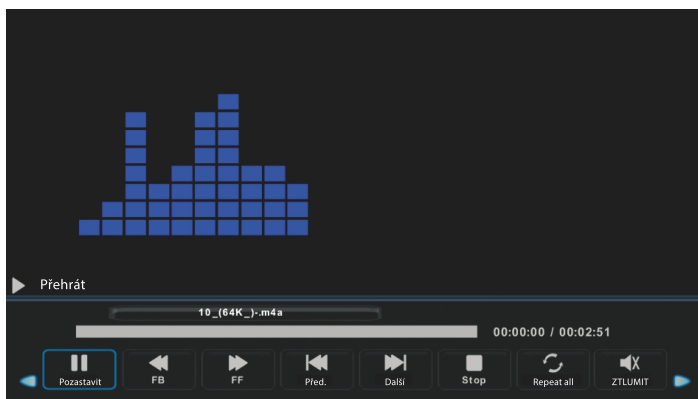 Přehrát
10_(64K_)-.m4a
00:00:00 / 00:02:51
Pozastavit FB FF Před. Další Stop Repeat all ZTLUMIT